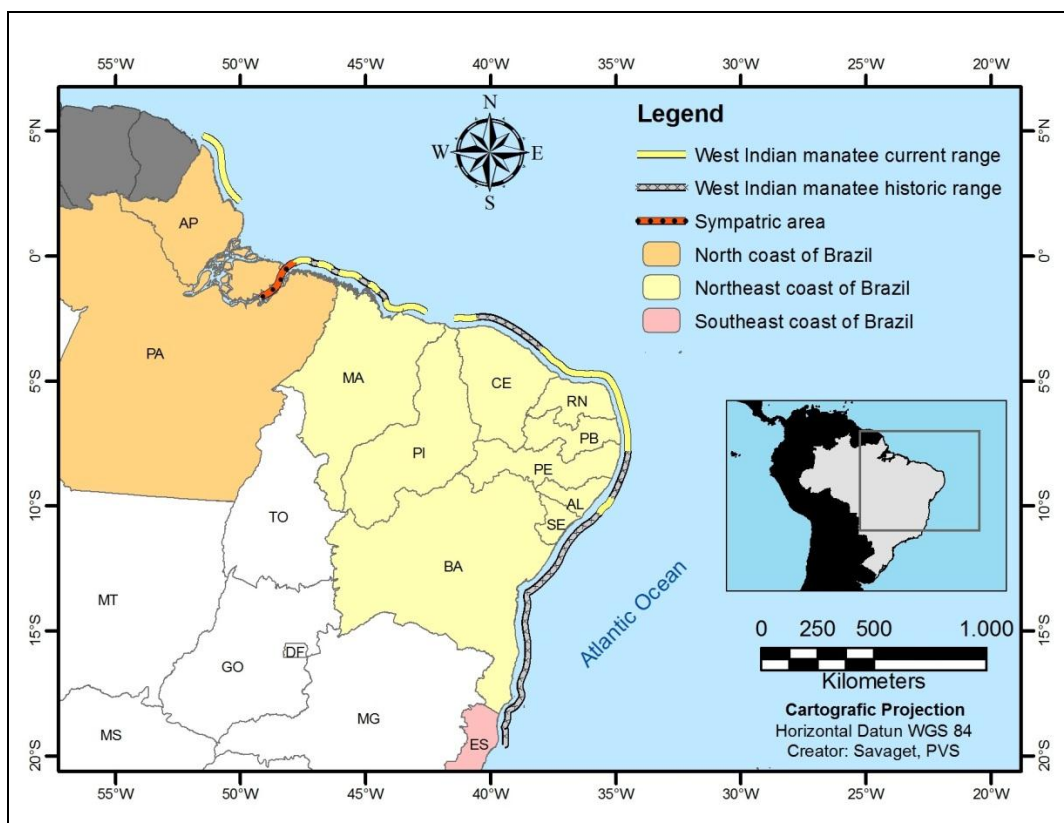 55°W 50°W 45°W 40°W 35°W 30°W 25°W 20°W
5°N
0°
5°S
10°S
15°S
20°S
5°N
0°
5°S
10°S
15°S
20°S
N
W E
S
Legend
West Indian manatee current range
West Indian manatee historic range
Sympatric area
North coast of Brazil
Northeast coast of Brazil
Southeast coast of Brazil
AP
PA
MA
CE
RN
PB
PI
PE
AL
SE
TO
BA
MT
DF
GO
MG
MS
ES
Atlantic Ocean
0 250 500 1.000
Kilometers
Cartografic Projection
Horizontal Datun WGS 84
Creator: Savaget, PVS
55°W 50°W 45°W 40°W 35°W 30°W 25°W 20°W